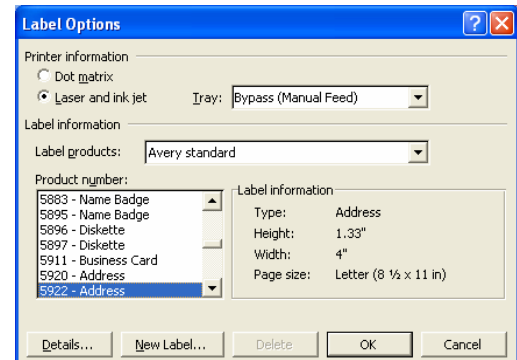 Label Options
Printer information
Dot matrix
Laser and ink jet Tray: Bypass (Manual Feed)
Label information
Label products: Avery standard
Product number:
5883 - Name Badge
5895 - Name Badge
5896 - Diskette
5897 - Diskette
5911 - Business Card
5920 - Address
5922 - Address
Label information
Type: Address
Height: 1.33"
Width: 4"
Page size: Letter (8 ½ x 11 in)
Details... New Label... Delete OK Cancel